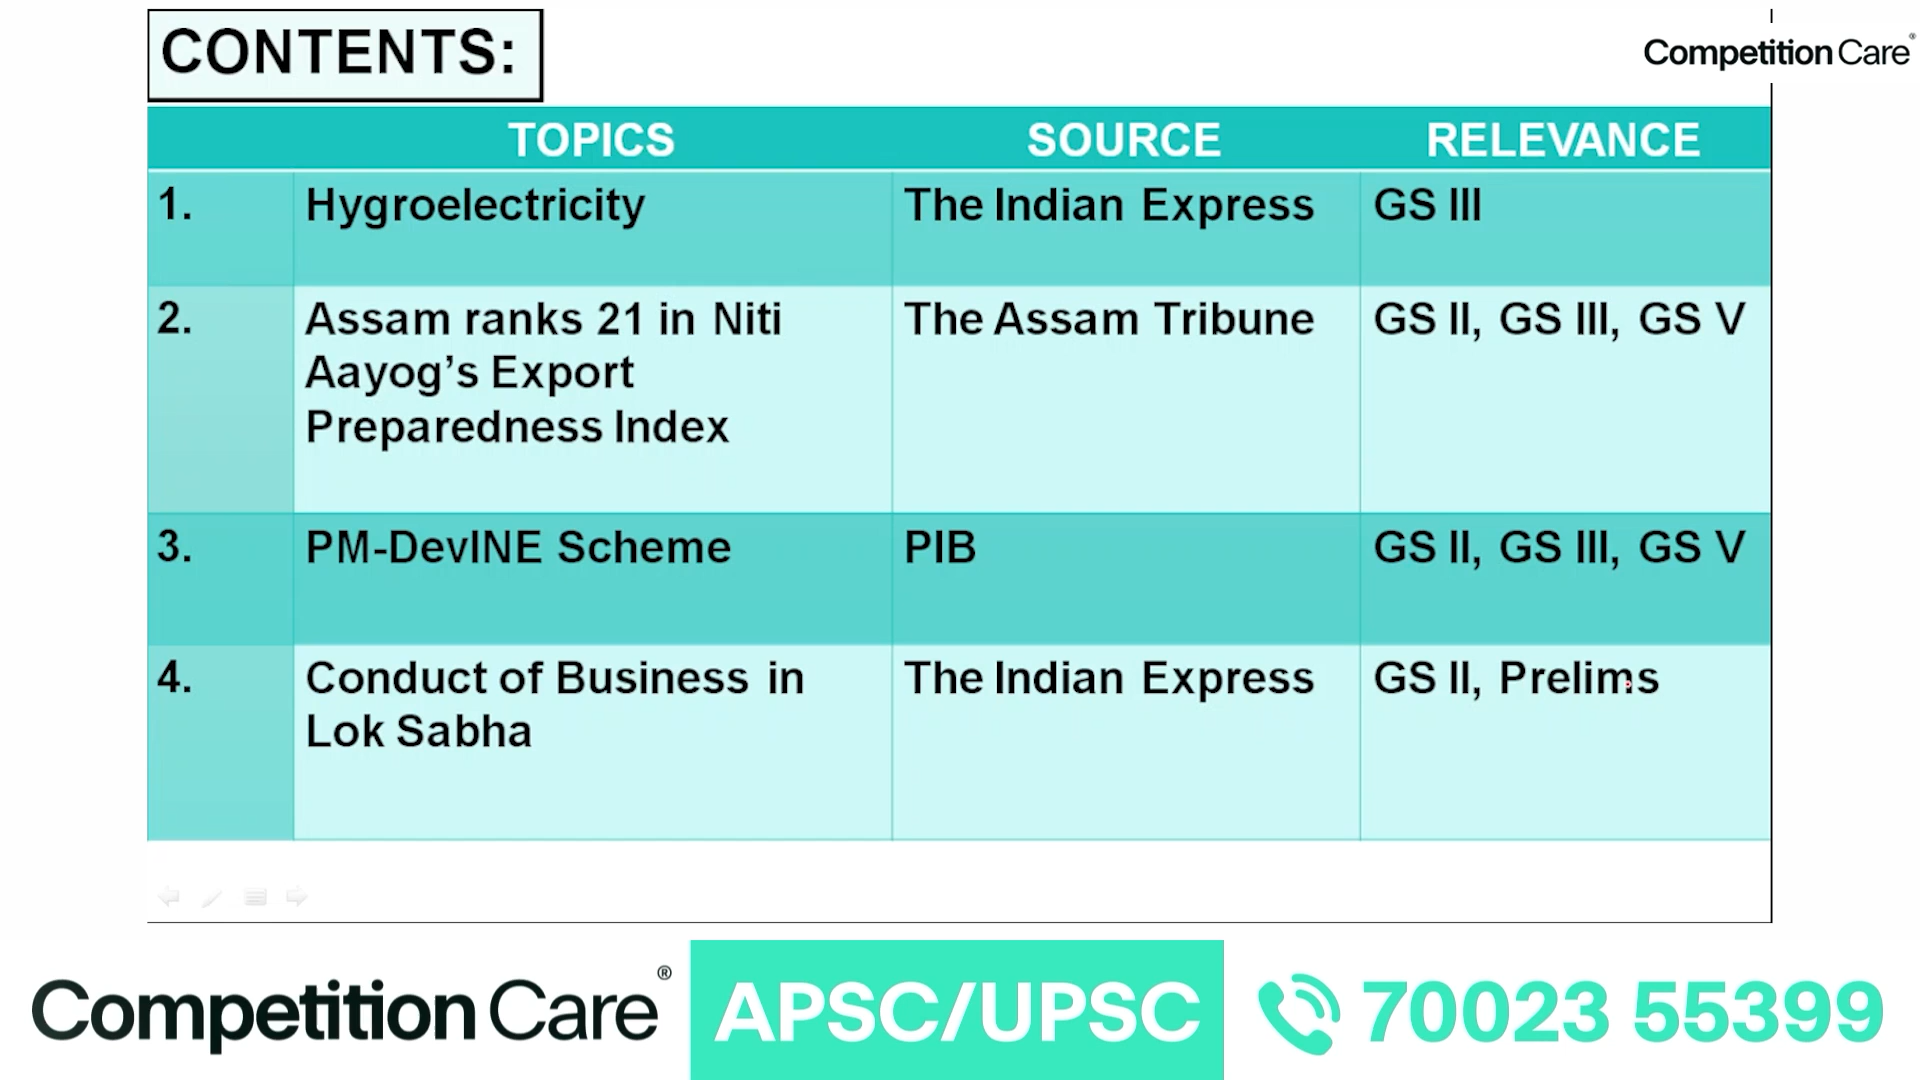 CONTENTS:
Competition Care®
TOPICS SOURCE RELEVANCE
1. Hygroelectricity The Indian Express GS III
2. Assam ranks 21 in Niti The Assam Tribune GS II, GS III, GS V
Aayog’s Export
Preparedness Index
3. PM-DevINE Scheme PIB GS II, GS III, GS V
4. Conduct of Business in The Indian Express GS II, Prelims
Lok Sabha
Competition Care® APSC/UPSC 70023 55399